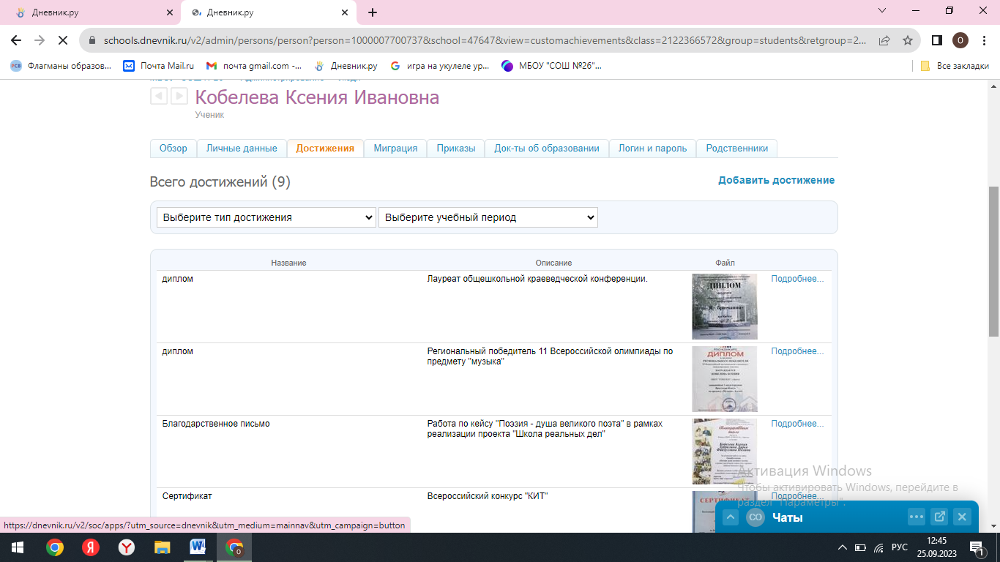 Дневник.ру
Дневник.ру
schools.dnevnik.ru/v2/admin/persons/person?person=1000007700737&school=47647&view=customachievements&class=2122366572&group=students&retgroup=2...
О
Флагманы образов...
Почта Mail.ru
почта gmail.com -...
Дневник.ру
игра на укулеле ур...
МБОУ "СОШ №26"...
Все закладки
Кобелева Ксения Ивановна
Ученик
Обзор
Личные данные
Достижения
Миграция
Приказы
Док-ты об образовании
Логин и пароль
Родственники
Всего достижений (9)
Добавить достижение
Выберите тип достижения
Выберите учебный период
Название
Описание
Файл
диплом
Лауреат общешкольной краеведческой конференции.
ДИПЛОМ
Подробнее...
диплом
Региональный победитель 11 Всероссийской олимпиады по
предмету "музыка"
ДИПЛОМ
Подробнее...
Благодарственное письмо
Работа по кейсу "Поэзия - душа великого поэта" в рамках
реализации проекта "Школа реальных дел"
Подробнее...
Сертификат
Всероссийский конкурс "КИТ"
СЕРТИФИКАТ
Подробнее...
Активация Windows
Чтобы активировать Windows, перейдите в
раздел "Параметры".
СО
Чаты
https://dnevnik.ru/v2/soc/apps/?utm_source=dnevnik&utm_medium=mainnav&utm_campaign=button
РУС
12:45
25.09.2023
1